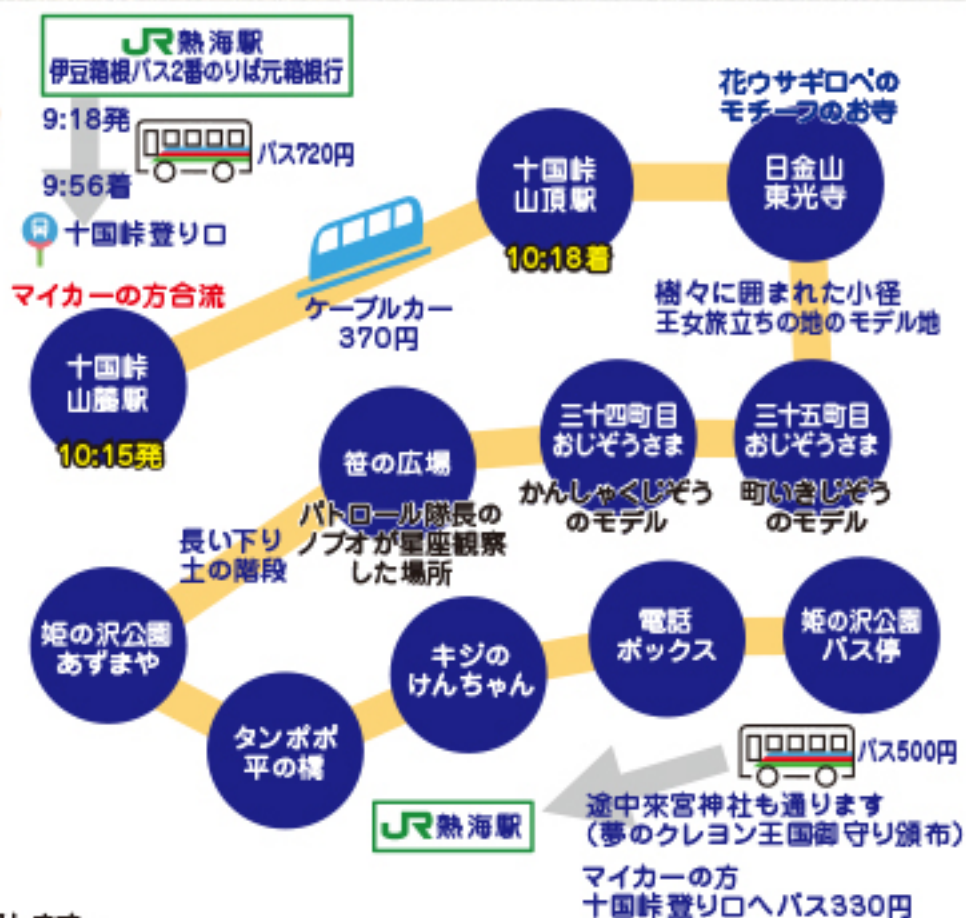 JR熱海駅
伊豆箱根バス2番のりば元箱根行
9:18発
バス720円
9:56着
十国峠登り口
マイカーの方合流
十国峠
山麓駅
10:15発
ケーブルカー
370円
十国峠
山頂駅
10:18着
花ウサギロペの
モチーフのお寺
日金山
東光寺
樹々に囲まれた小径
王女旅立ちの地のモデル地
三十五町目
おじぞうさま
町いきじぞう
のモデル
三十四町目
おじぞうさま
かんしゃくじぞう
のモデル
笹の広場
パトロール隊長の
ノブオが星座観察
した場所
長い下り
土の階段
姫の沢公園
あずまや
タンポポ
平の橋
キジの
けんちゃん
電話
ボックス
姫の沢公園
バス停
バス500円
途中來宮神社も通ります
(夢のクレヨン王国御守り頒布)
JR熱海駅
マイカーの方
十国峠登り口へバス330円
します